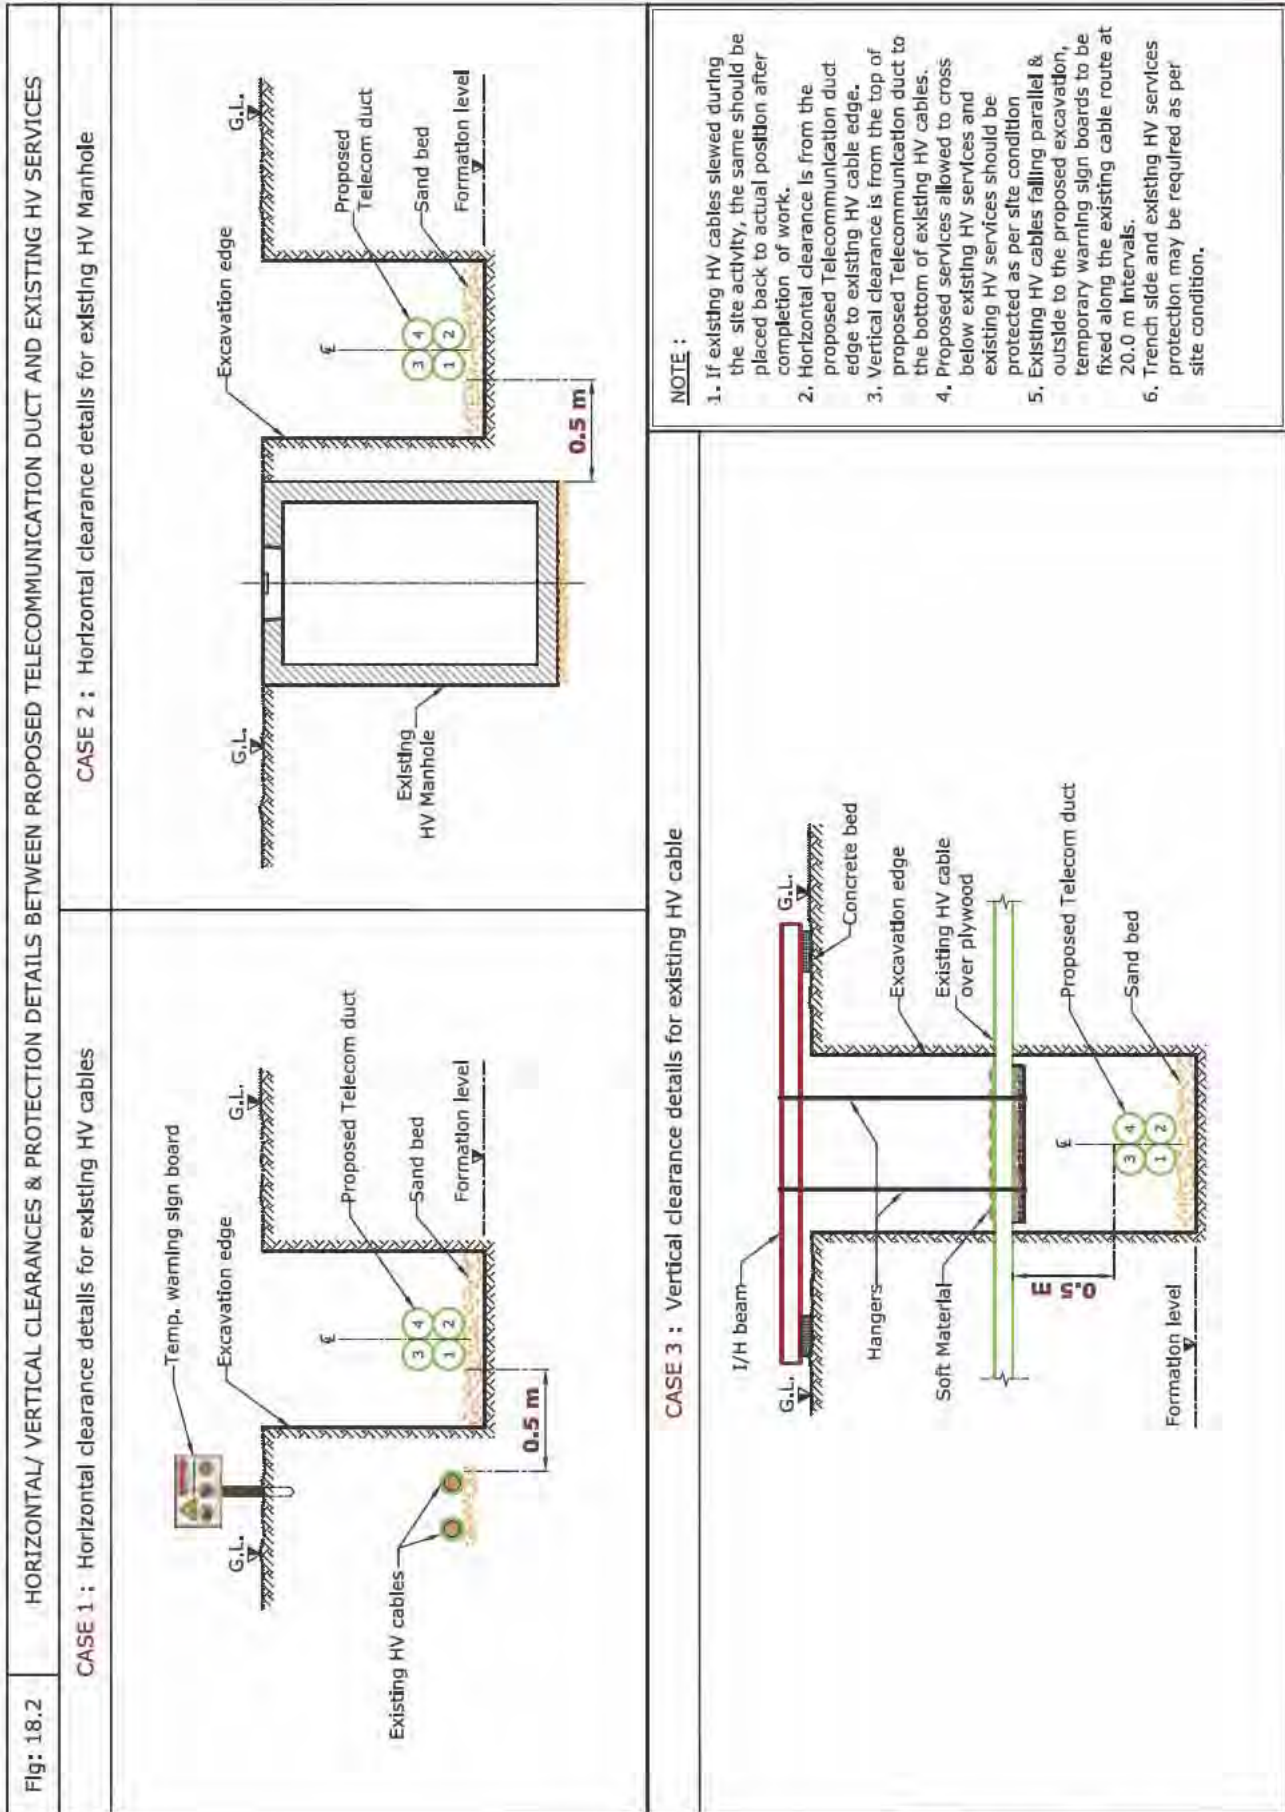 Fig: 18.2
HORIZONTAL/ VERTICAL CLEARANCES & PROTECTION DETAILS BETWEEN PROPOSED TELECOMMUNICATION DUCT AND EXISTING HV SERVICES
CASE 1 : Horizontal clearance details for existing HV cables
Temp. warning sign board
Excavation edge
G.L.
G.L.
Proposed Telecom duct
Sand bed
Formation level
Existing HV cables
℄
3 4
1 2
0.5 m
CASE 2 : Horizontal clearance details for existing HV Manhole
G.L.
G.L.
Excavation edge
Proposed
Telecom duct
Sand bed
Formation level
Existing
HV Manhole
℄
3 4
1 2
0.5 m
CASE 3 : Vertical clearance details for existing HV cable
I/H beam
G.L.
G.L.
Concrete bed
Hangers
Excavation edge
Existing HV cable
over plywood
Soft Material
Proposed Telecom duct
Sand bed
℄
3 4
1 2
0.5 m
Formation level
NOTE :
1. If existing HV cables slewed during
the site activity, the same should be
placed back to actual position after
completion of work.
2. Horizontal clearance is from the
proposed Telecommunication duct
edge to existing HV cable edge.
3. Vertical clearance is from the top of
proposed Telecommunication duct to
the bottom of existing HV cables.
4. Proposed services allowed to cross
below existing HV services and
existing HV services should be
protected as per site condition
5. Existing HV cables falling parallel &
outside to the proposed excavation,
temporary warning sign boards to be
fixed along the existing cable route at
20.0 m intervals.
6. Trench side and existing HV services
protection may be required as per
site condition.